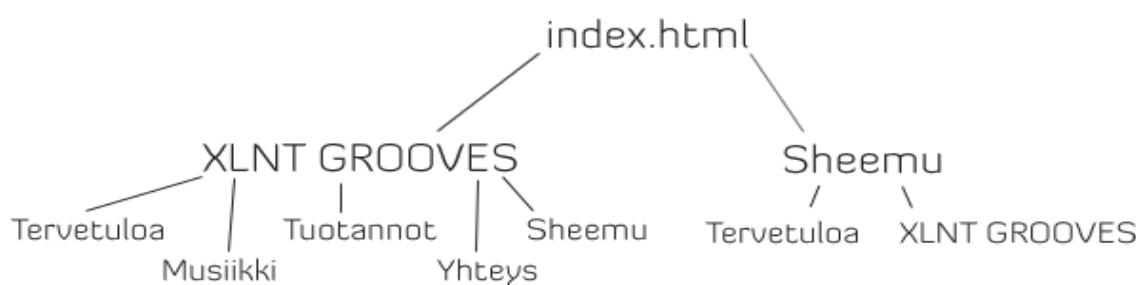 index.html
XLNT GROOVES
Sheemu
Tervetuloa
Musiikki
Tuotannot
Yhteys
Sheemu
Tervetuloa
XLNT GROOVES